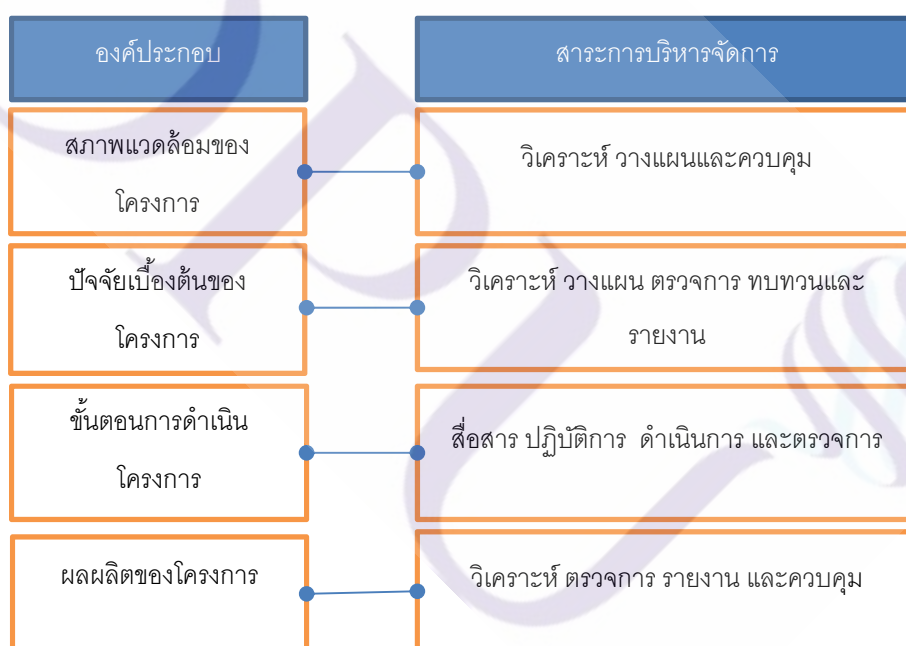 องค์ประกอบ
สาระการบริหารจัดการ
สภาพแวดล้อมของ
โครงการ
วิเคราะห์ วางแผนและควบคุม
ปัจจัยเบื้องต้นของ
โครงการ
วิเคราะห์ วางแผน ตรวจการ ทบทวนและ
รายงาน
ขั้นตอนการดำเนิน
โครงการ
สื่อสาร ปฏิบัติการ ดำเนินการ และตรวจการ
ผลผลิตของโครงการ
วิเคราะห์ ตรวจการ รายงาน และควบคุม